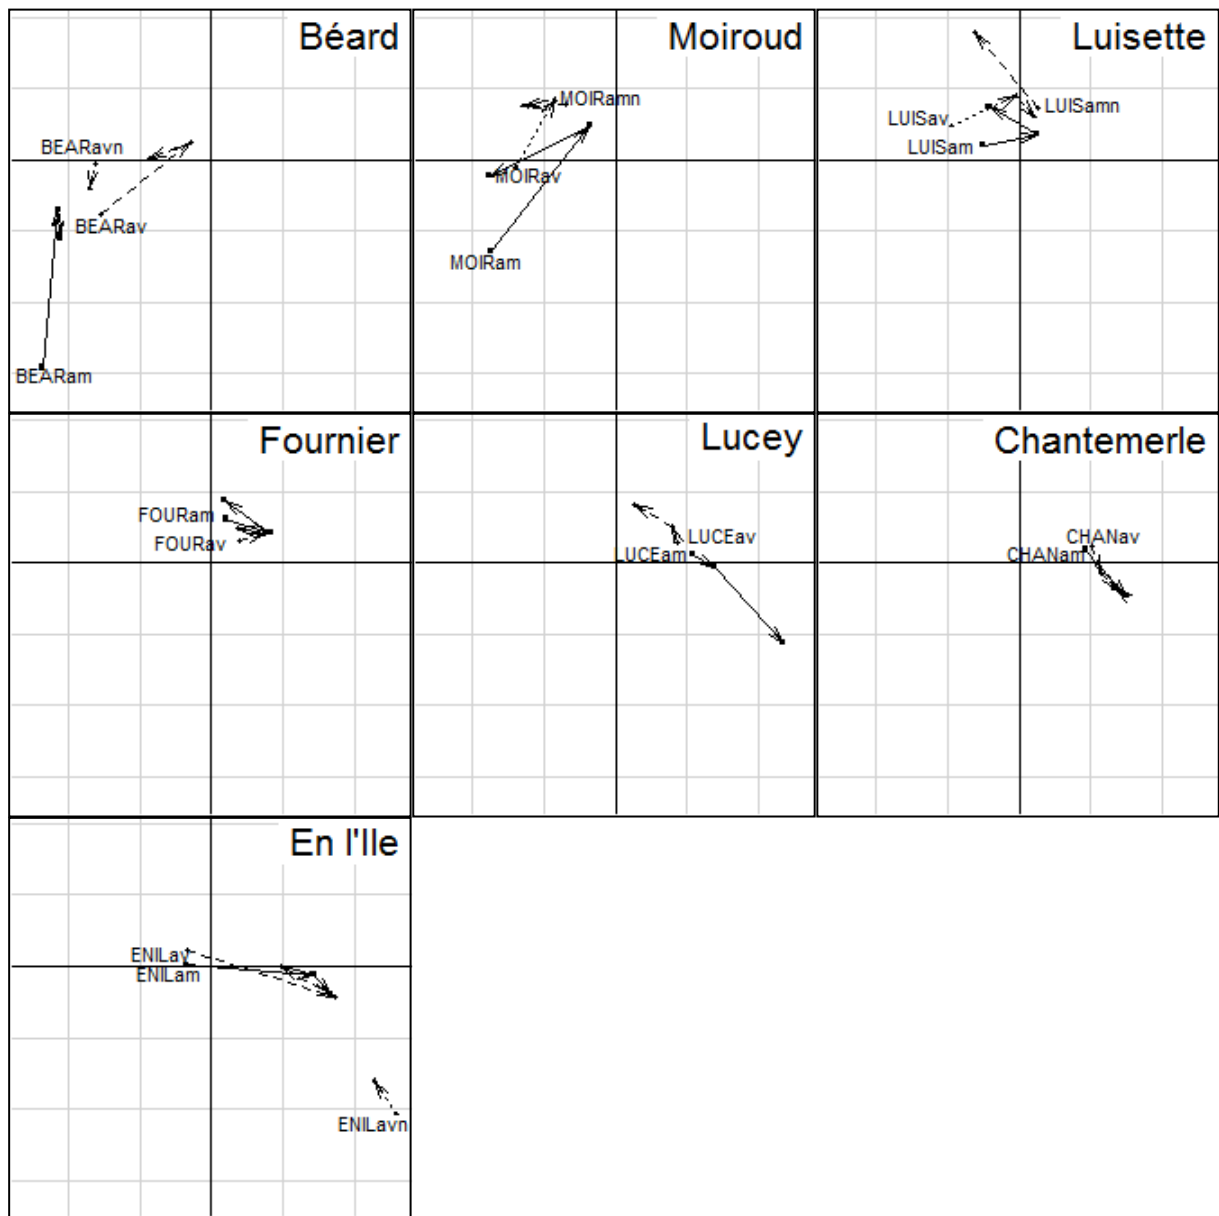 Béard
BEARavn
BEARav
BEARam
Moiroud
MOIRamn
MOIRav
MOIRam
Luisette
LUISamn
LUISav
LUISam
Fournier
FOURam
FOURav
Lucey
LUCEav
LUCEam
Chantemerle
CHANav
CHANam
En l'Ile
ENILav
ENILam
ENILavn